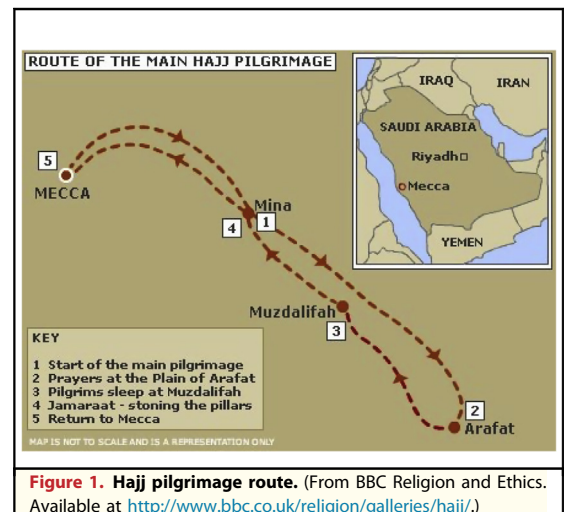 ROUTE OF THE MAIN HAJJ PILGRIMAGE
IRAQ
IRAN
SAUDI ARABIA
Riyadh
Mecca
YEMEN
5
MECCA
Mina
4
1
Muzdalifah
3
2
Arafat
KEY
1 Start of the main pilgrimage
2 Prayers at the Plain of Arafat
3 Pilgrims sleep at Muzdalifah
4 Jamaraat - stoning the pillars
5 Return to Mecca
MAP IS NOT TO SCALE AND IS A REPRESENTATION ONLY
Figure 1. Hajj pilgrimage route. (From BBC Religion and Ethics.
Available at http://www.bbc.co.uk/religion/galleries/hajj/.)